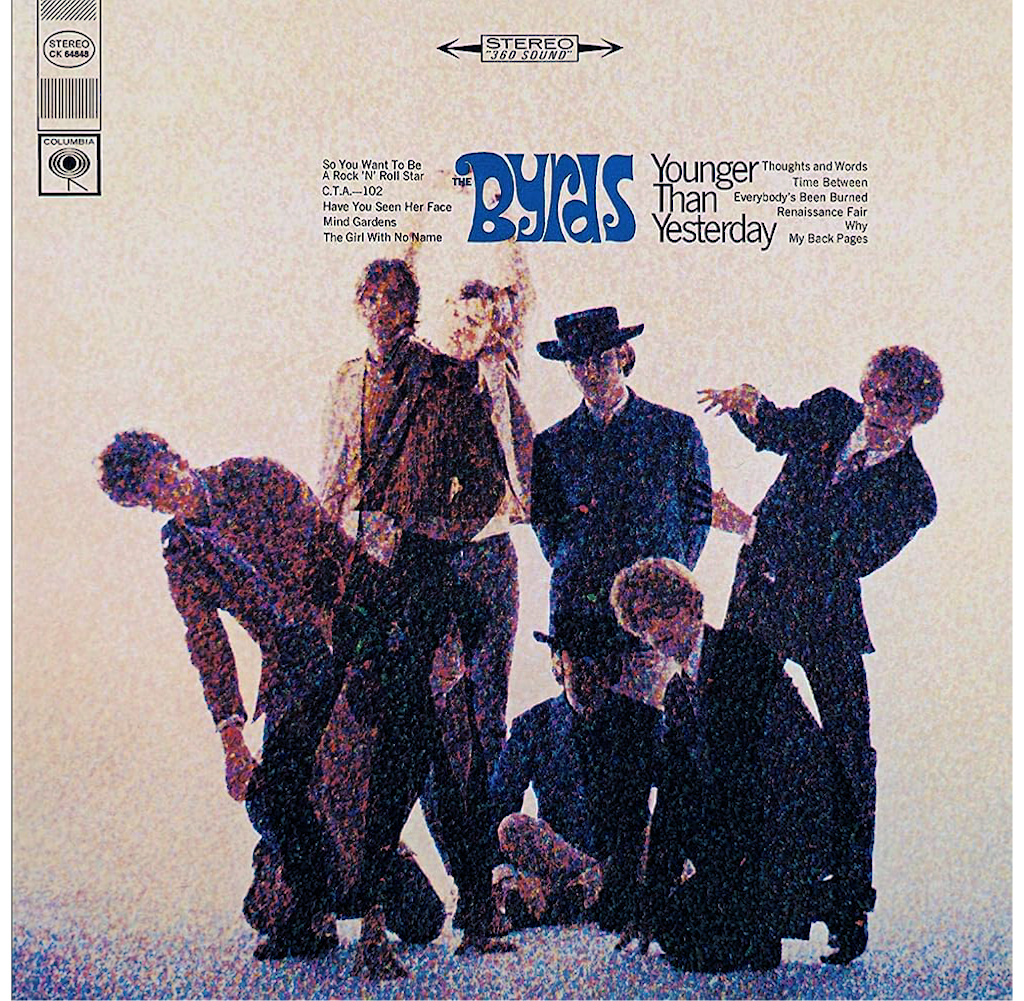 STEREO
CK 64848
COLUMBIA
STEREO
"360 SOUND"
So You Want To Be
A Rock 'N' Roll Star
C.T.A.—102
Have You Seen Her Face
Mind Gardens
The Girl With No Name
THE BYRDS
Younger
Than
Yesterday
Thoughts and Words
Time Between
Everybody's Been Burned
Renaissance Fair
Why
My Back Pages